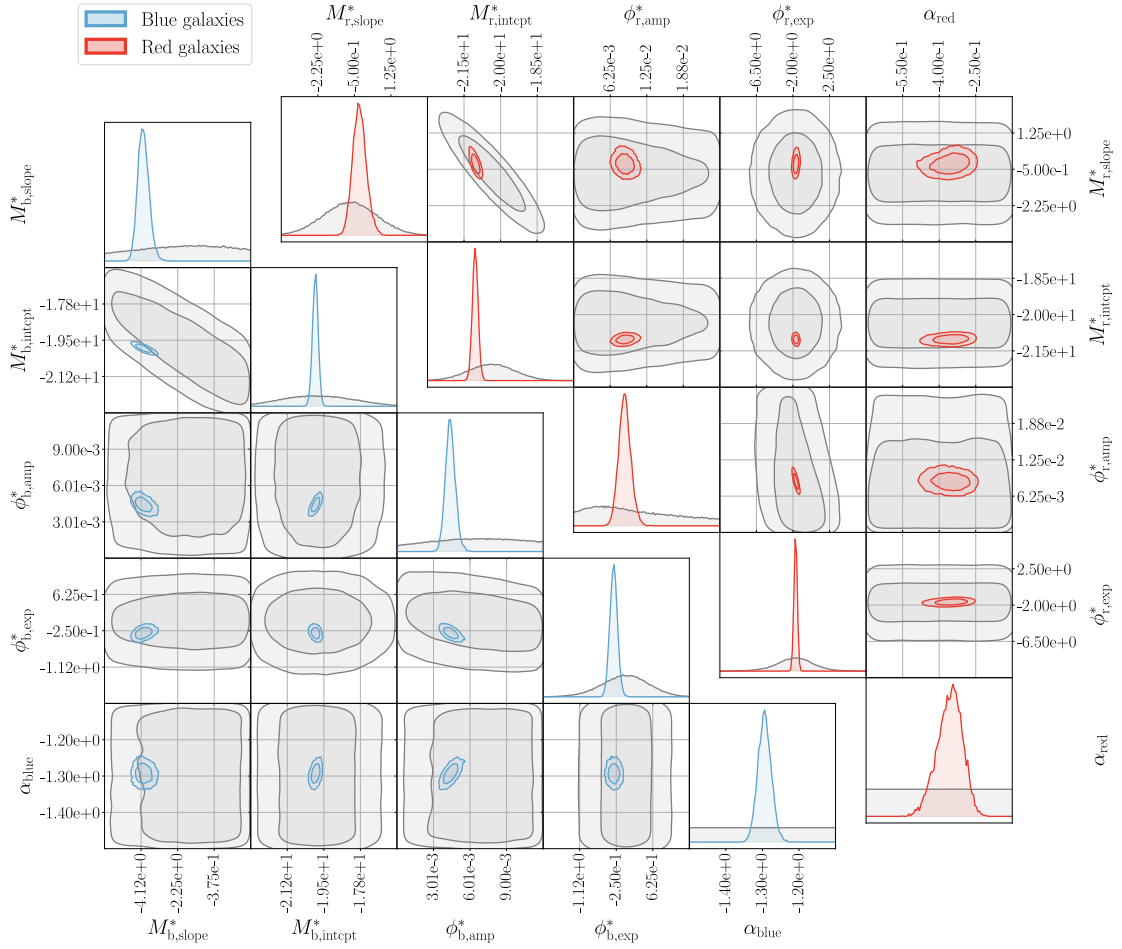 Blue galaxies
Red galaxies
M*r,slope M*r,intcpt ϕ*r,amp ϕ*r,exp αred
-2.25e+0 -5.00e-1 1.25e+0 -2.15e+1 -2.00e+1 -1.85e+1 6.25e-3 1.25e-2 1.88e-2 -6.50e+0 -2.00e+0 2.50e+0 -5.50e-1 -4.00e-1 -2.50e-1
M*b,slope
1.25e+0
-5.00e-1
-2.25e+0
M*r,slope
M*b,intcpt
-1.78e+1
-1.95e+1
-2.12e+1
-1.85e+1
-2.00e+1
-2.15e+1
M*r,intcpt
ϕ*b,amp
9.00e-3
6.01e-3
3.01e-3
1.88e-2
1.25e-2
6.25e-3
ϕ*r,amp
ϕ*b,exp
6.25e-1
-2.50e-1
-1.12e+0
2.50e+0
-2.00e+0
-6.50e+0
ϕ*r,exp
αblue
-1.20e+0
-1.30e+0
-1.40e+0
αred
-4.12e+0 -2.25e+0 -3.75e-1 -2.12e+1 -1.95e+1 -1.78e+1 3.01e-3 6.01e-3 9.00e-3 -1.12e+0 -2.50e-1 6.25e-1 -1.40e+0 -1.30e+0 -1.20e+0
M*b,slope M*b,intcpt ϕ*b,amp ϕ*b,exp αblue